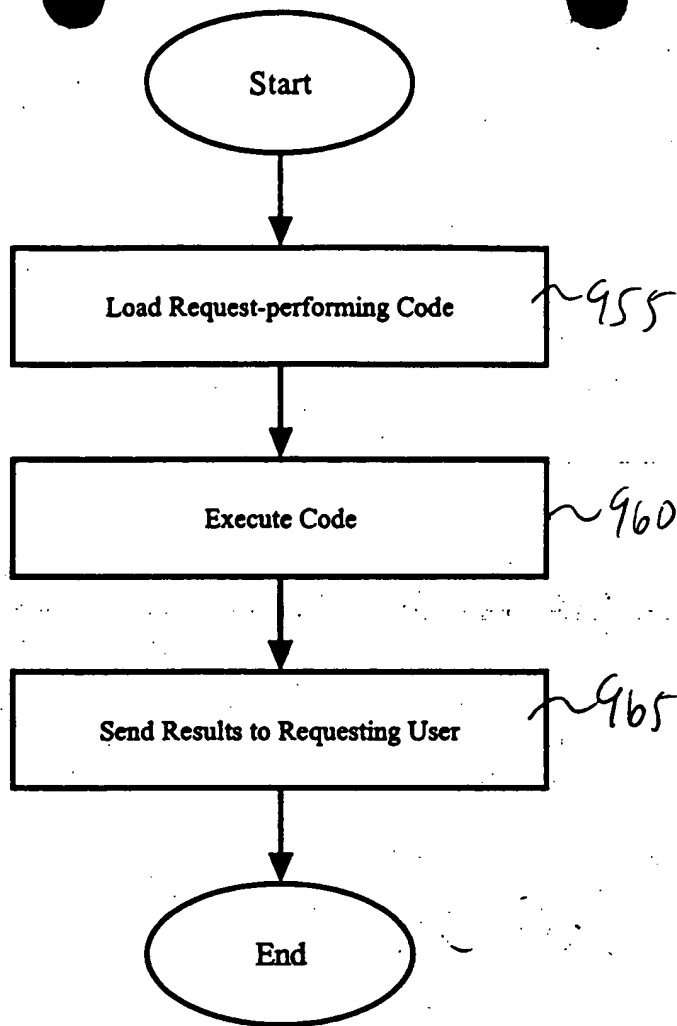 Start
Load Request-performing Code
~955
Execute Code
~960
Send Results to Requesting User
~965
End